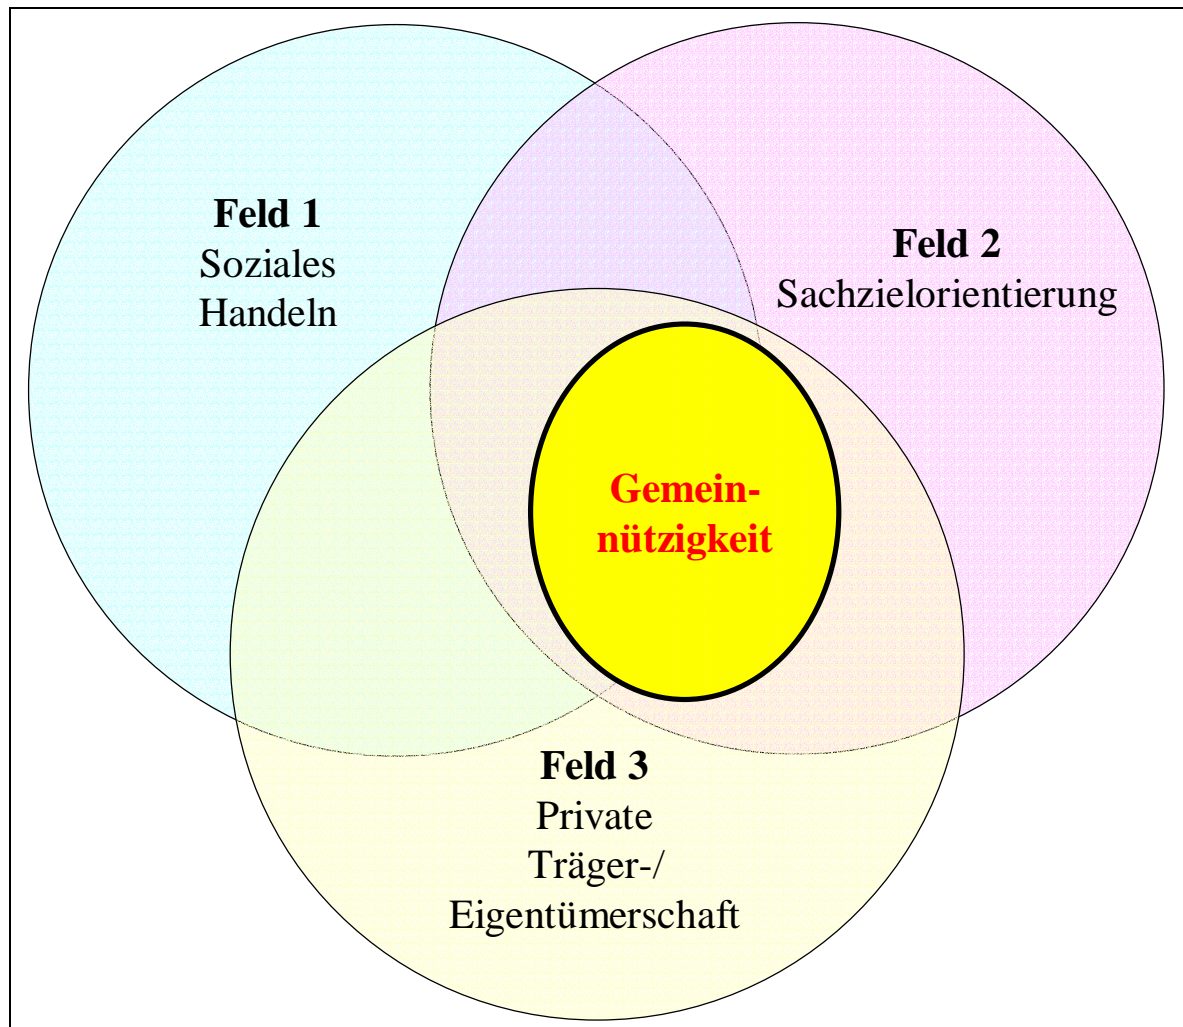 Feld 1
Soziales
Handeln
Feld 2
Sachzielorientierung
Gemein-
nützigkeit
Feld 3
Private
Träger-/
Eigentümerschaft